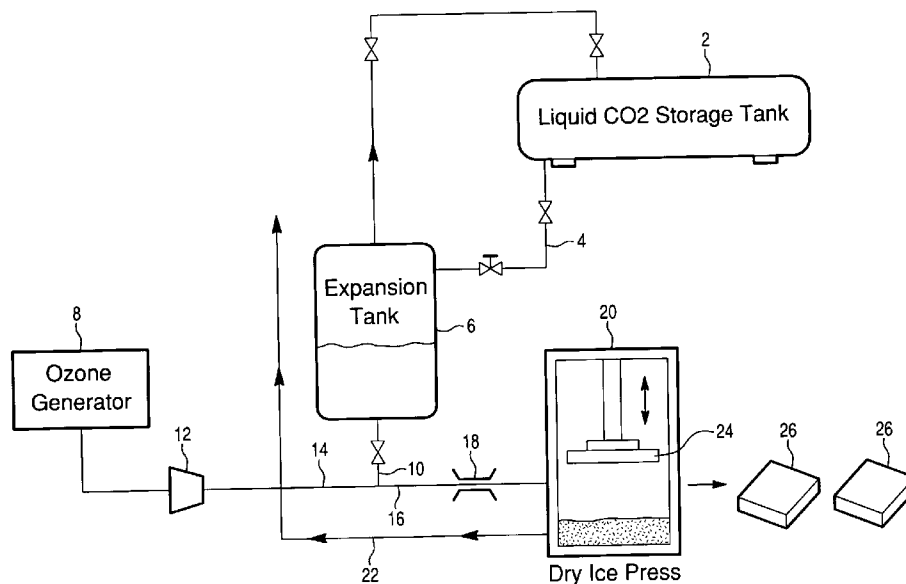 2
Liquid CO2 Storage Tank
4
Expansion
Tank
6
8
Ozone
Generator
12
14
10
16
18
20
24
26
26
22
Dry Ice Press